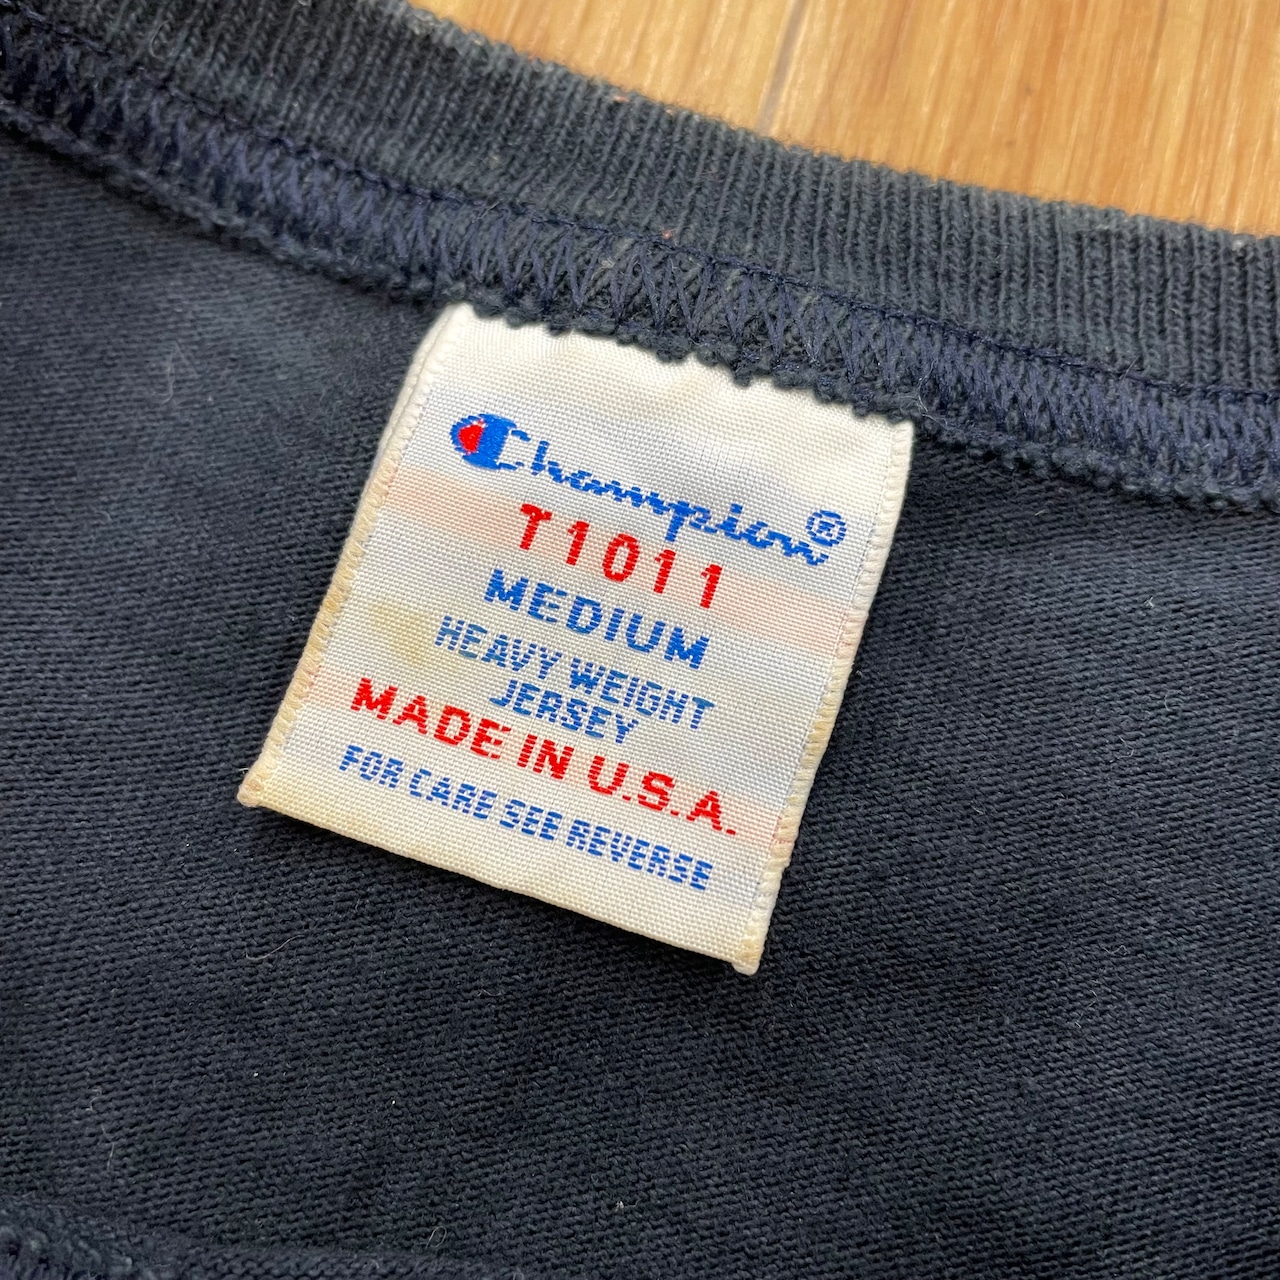 Champion®
T1011
MEDIUM
HEAVY WEIGHT
JERSEY
MADE IN U.S.A.
FOR CARE SEE REVERSE